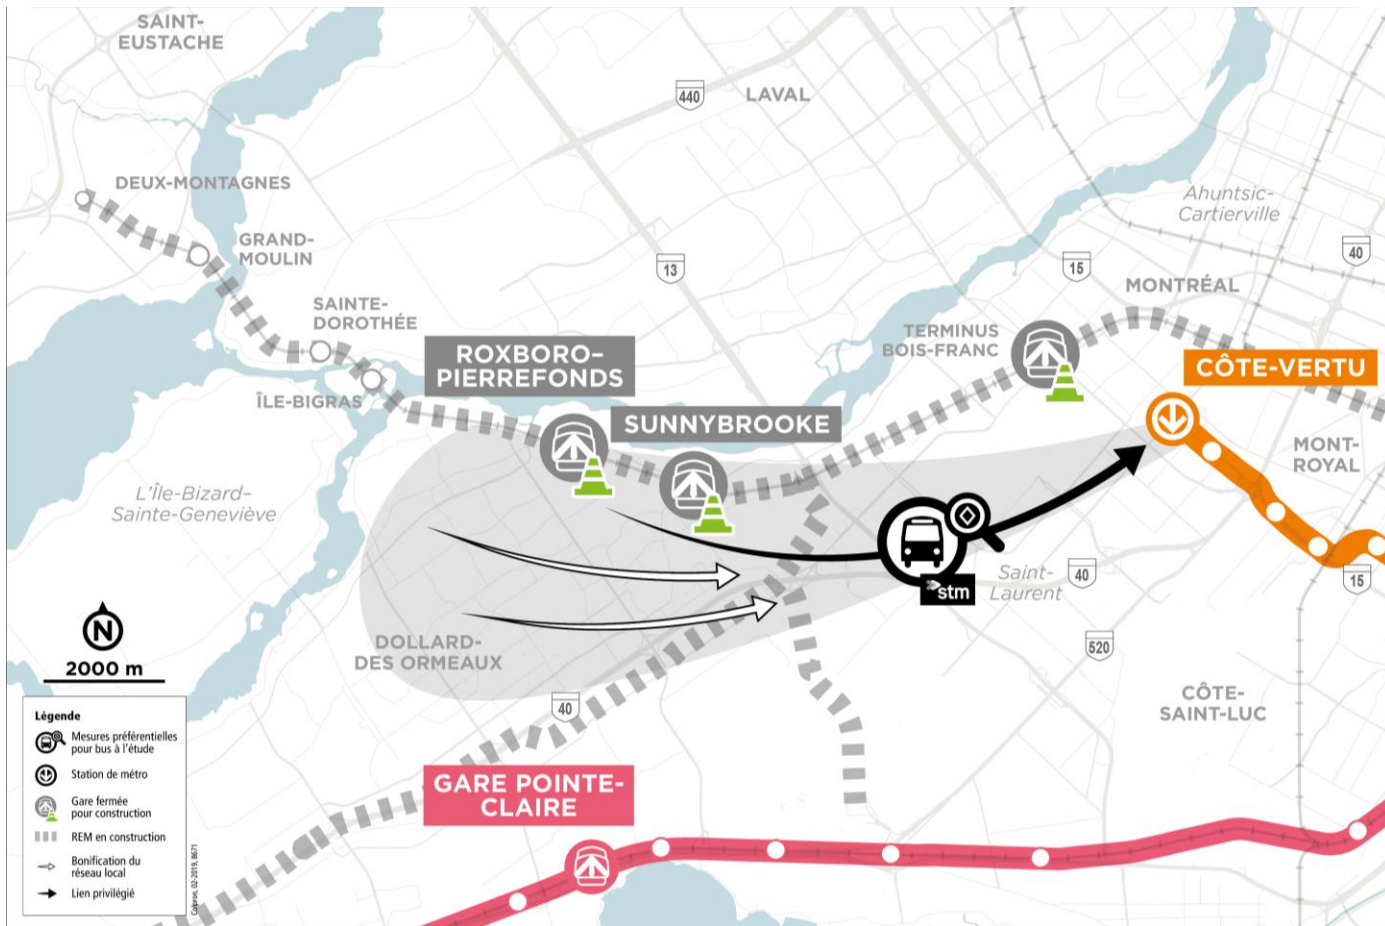 SAINT-
EUSTACHE
440
LAVAL
DEUX-MONTAGNES
Ahuntsic-
Cartierville
GRAND-
MOULIN
13
15
40
MONTRÉAL
SAINTE-
DOROTHÉE
TERMINUS
BOIS-FRANC
ROXBORO-
PIERREFONDS
CÔTE-VERTU
ÎLE-BIGRAS
SUNNYBROOKE
MONT-
ROYAL
L'Île-Bizard–
Sainte-Geneviève
stm
Saint-
Laurent
40
15
N
2000 m
DOLLARD-
DES ORMEAUX
520
40
CÔTE-
SAINT-LUC
GARE POINTE-
CLAIRE
Légende
Mesures préférentielles
pour bus à l'étude
Station de métro
Gare fermée
pour construction
REM en construction
Bonification du
réseau local
Lien privilégié